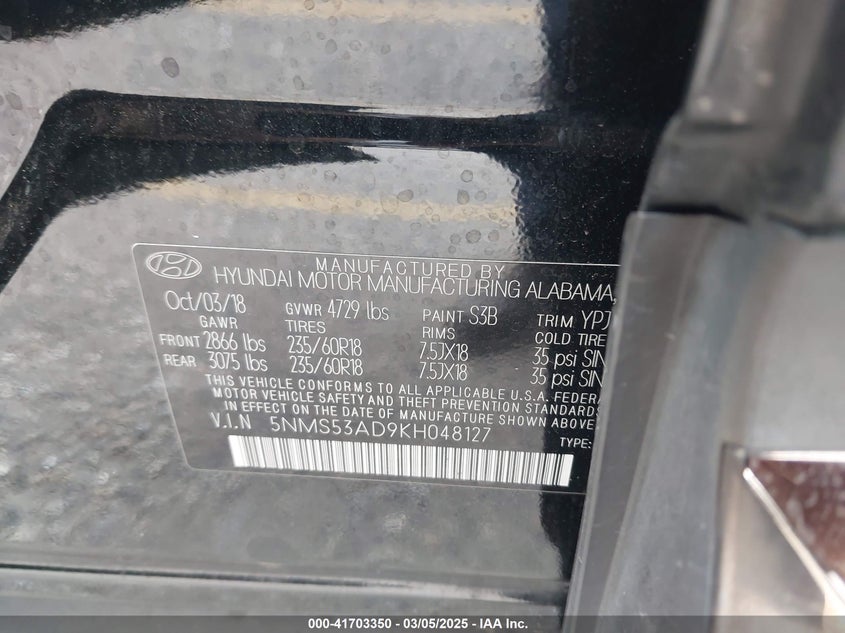 MANUFACTURED BY
HYUNDAI MOTOR MANUFACTURING ALABAMA,
Oct/03/18 GVWR 4729 lbs PAINT S3B TRIM YPJ
GAWR TIRES RIMS COLD TIRE
FRONT 2866 lbs 235/60R18 7.5JX18 35 psi SIN
REAR 3075 lbs 235/60R18 7.5JX18 35 psi SIN
THIS VEHICLE CONFORMS TO ALL APPLICABLE U.S.A. FEDERA
MOTOR VEHICLE SAFETY AND THEFT PREVENTION STANDARDS
IN EFFECT ON THE DATE OF MANUFACTURE SHOWN ABOVE.
V.I.N 5NMS53AD9KH048127
TYPE:
000-41703350 - 03/05/2025 - IAA Inc.